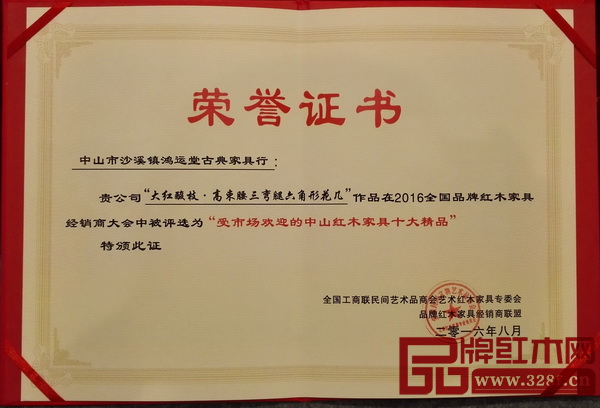 荣誉证书
中山市沙溪镇鸿运堂古典家具行：
贵公司“大红酸枝·高束腰三弯腿六角形花几”作品在2016全国品牌红木家具
经销商大会中被评选为“受市场欢迎的中山红木家具十大精品”
特颁此证
全国工商联民间艺术品商会艺术红木家具专委会
品牌红木家具经销商联盟
二零一六年八月
品牌红木网
www.328f.cn